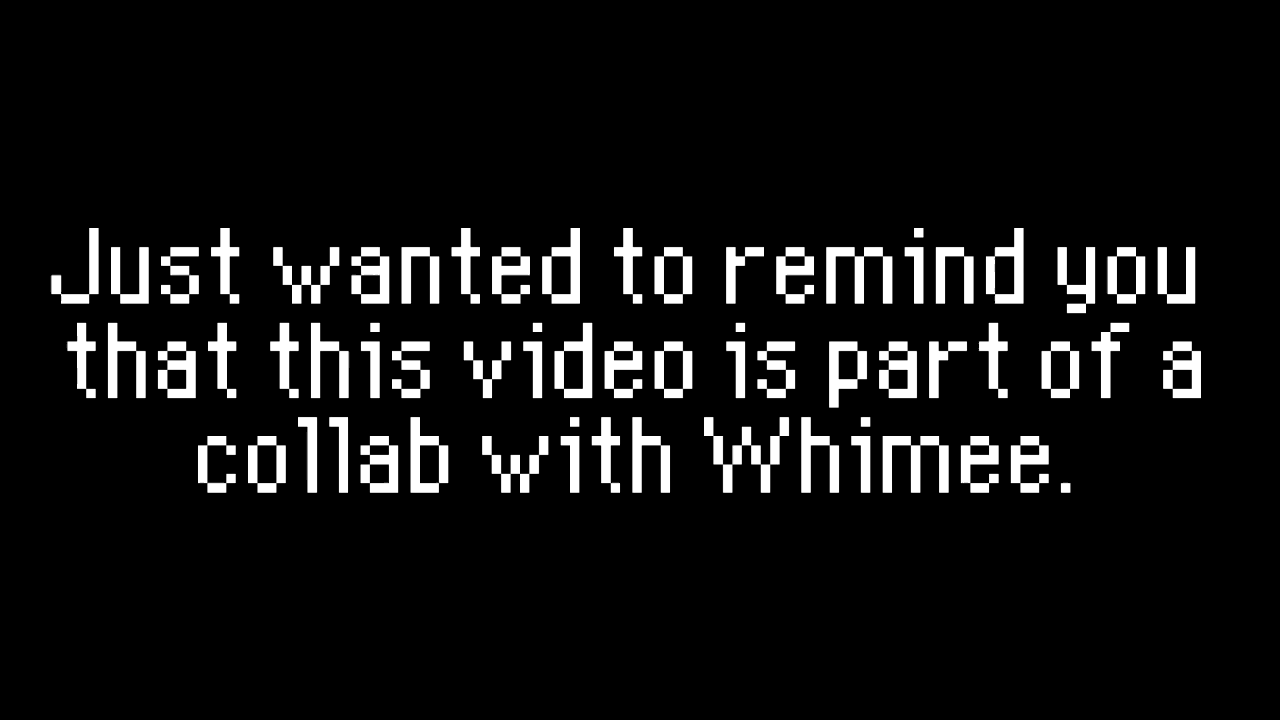 Just wanted to remind you
that this video is part of a
collab with Whimee.